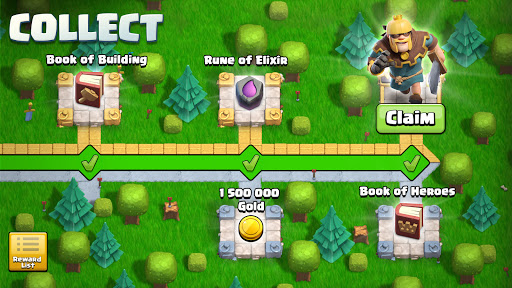 COLLECT
Book of Building
Rune of Elixir
Claim
1 500 000
Gold
Book of Heroes
Reward
List